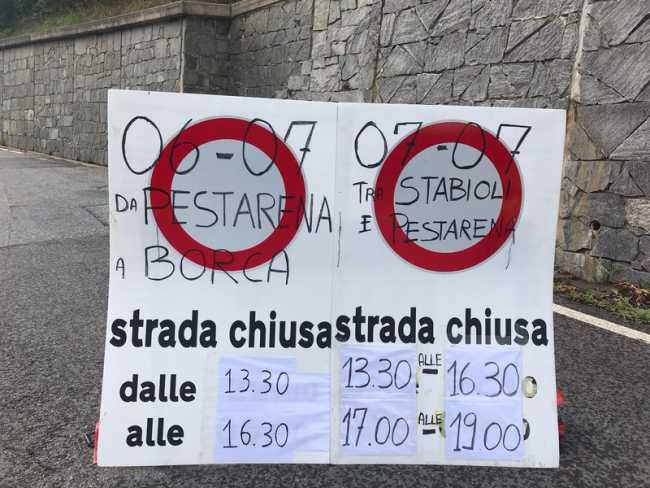 06-07
DA PESTARENA
A BORCA
strada chiusa
dalle 13.30
alle 16.30
07-07
TRA STABIOLI
E PESTARENA
strada chiusa
13.30 ALLE 16.30
17.00 ALLE 19.00